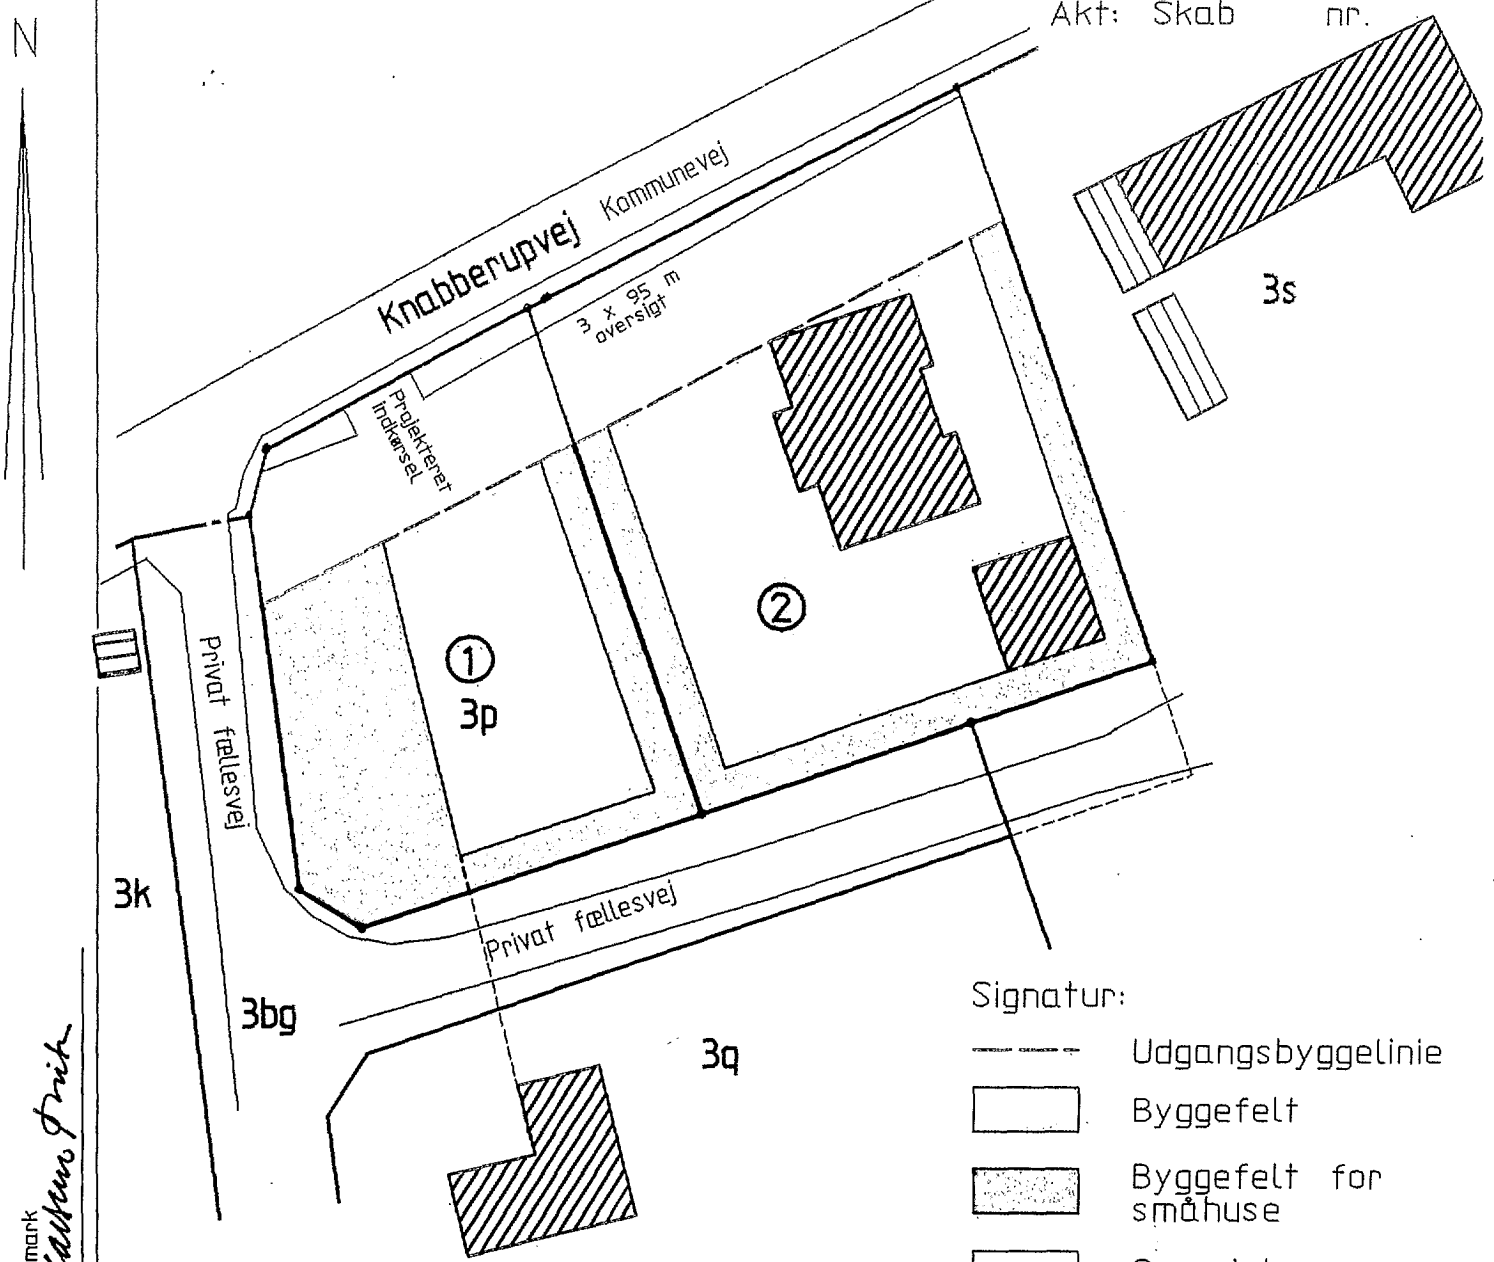 N
Akt: Skab nr.
Knabberupvej Kommunevej
3 x 95 m
oversigt
Projekteret
indkørsel
3s
2
1
3p
Privat fællesvej
3k
Privat fællesvej
3bg
3q
Signatur:
Udgangsbyggelinie
Byggefelt
Byggefelt for
småhuse
mark